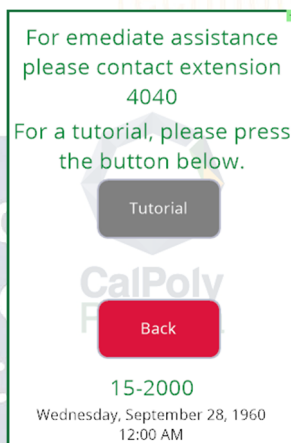 For emediate assistance
please contact extension
4040
For a tutorial, please press
the button below.
Tutorial
CalPoly
Back
15-2000
Wednesday, September 28, 1960
12:00 AM